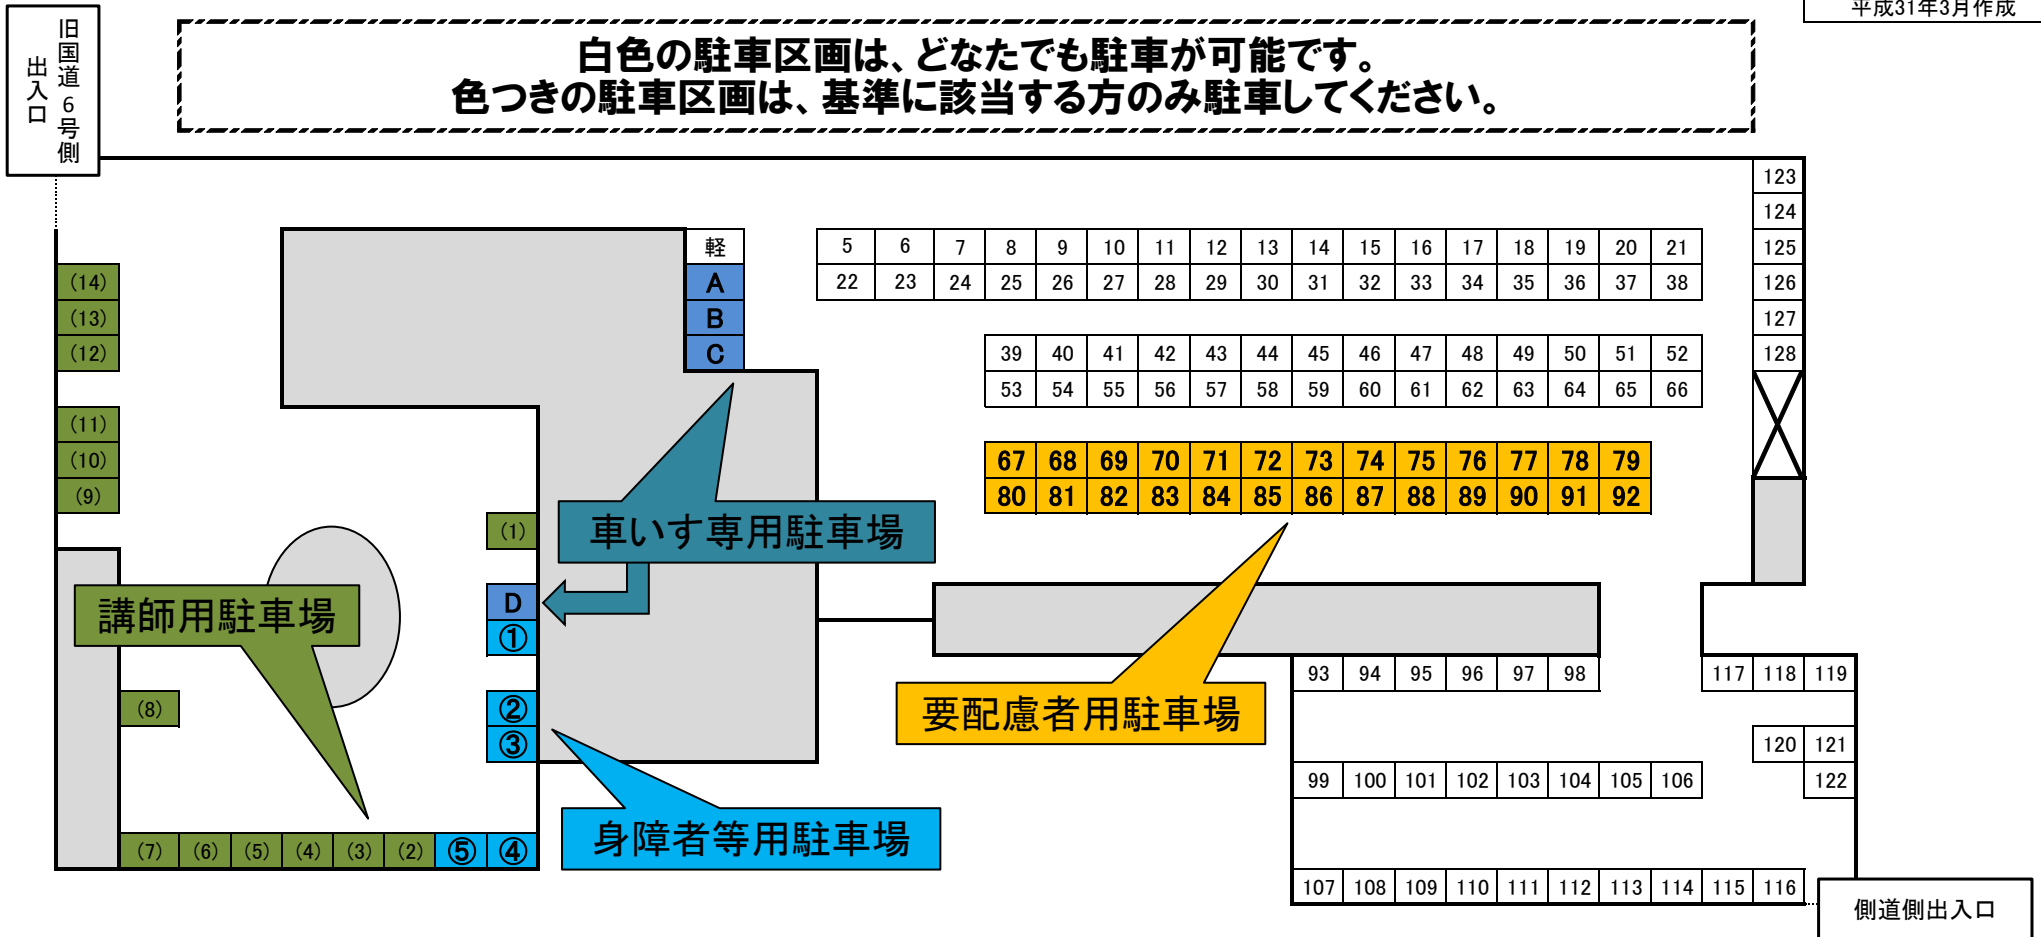 平成31年3月作成
旧国道6号側
出入口
白色の駐車区画は、どなたでも駐車が可能です。
色つきの駐車区画は、基準に該当する方のみ駐車してください。
123
124
軽 5 6 7 8 9 10 11 12 13 14 15 16 17 18 19 20 21 125
(14) A 22 23 24 25 26 27 28 29 30 31 32 33 34 35 36 37 38 126
(13) B 127
(12) C 39 40 41 42 43 44 45 46 47 48 49 50 51 52 128
53 54 55 56 57 58 59 60 61 62 63 64 65 66
(11)
(10) 67 68 69 70 71 72 73 74 75 76 77 78 79
(9) 80 81 82 83 84 85 86 87 88 89 90 91 92
(1) 車いす専用駐車場
講師用駐車場 D
①
93 94 95 96 97 98 117 118 119
(8) ② 要配慮者用駐車場
③ 120 121
99 100 101 102 103 104 105 106 122
身障者等用駐車場
(7) (6) (5) (4) (3) (2) ⑤ ④
107 108 109 110 111 112 113 114 115 116
側道側出入口